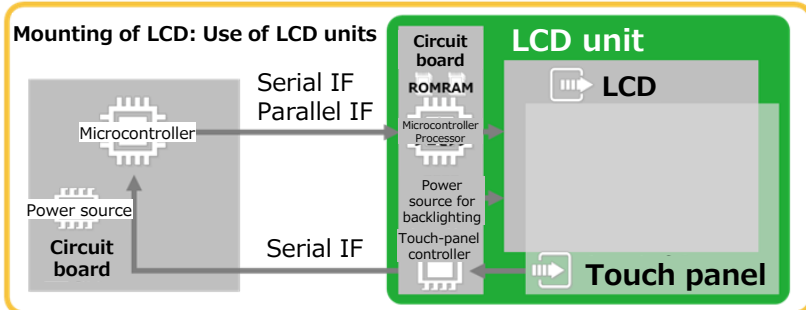 Mounting of LCD: Use of LCD units
Microcontroller
Power source
Circuit
board
Serial IF
Parallel IF
Serial IF
LCD unit
Circuit
board
ROMRAM
Microcontroller
Processor
Power
source for
backlighting
Touch-panel
controller
LCD
Touch panel